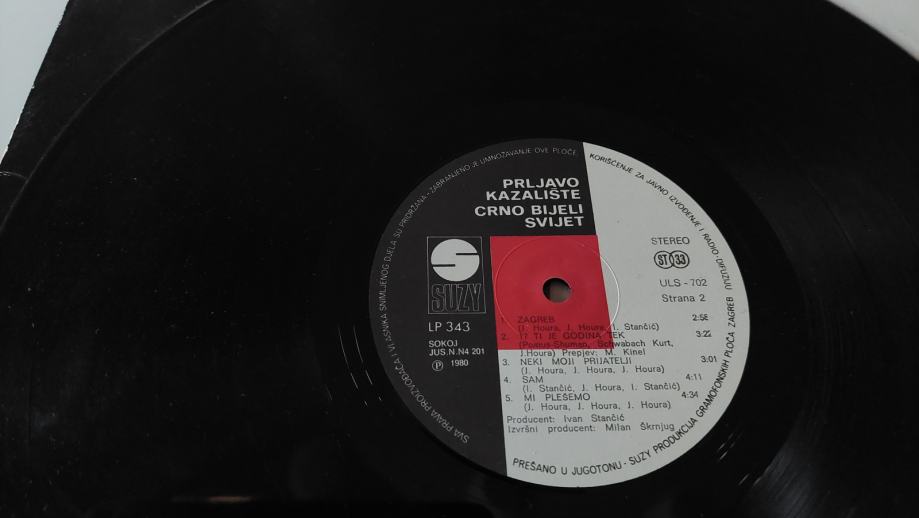 SVA PRAVA PROIZVOĐAČA I VLASNIKA SNIMLJENOG DJELA SU PRIDRŽANA - ZABRANJENO JE UMNOŽAVANJE OVE PLOČE.
KORIŠĆENJE ZA JAVNO IZVOĐENJE I RADIO-DIFUZIJU
PRLJAVO
KAZALIŠTE
CRNO BIJELI
SVIJET
SUZY
LP 343
SOKOJ
JUS.N.N4 201
Ⓟ 1980
STEREO
ST 33
ULS - 702
Strana 2
1. ZAGREB 2:58
(J. Houra, J. Houra, I. Stančić)
2. 17 TI JE GODINA TEK 3:22
(Pomus-Shuman, Schwabach Kurt,
J.Houra) Prepjev: M. Kinel
3. NEKI MOJI PRIJATELJI 3:01
(J. Houra, J. Houra, J. Houra)
4. SAM 4:11
(I. Stančić, J. Houra, I. Stančić)
5. MI PLEŠEMO 4:34
(J. Houra, J. Houra, J. Houra)
Producent: Ivan Stančić
Izvršni producent: Milan Škrnjug
PREŠANO U JUGOTONU - SUZY PRODUKCIJA GRAMOFONSKIH PLOČA ZAGREB